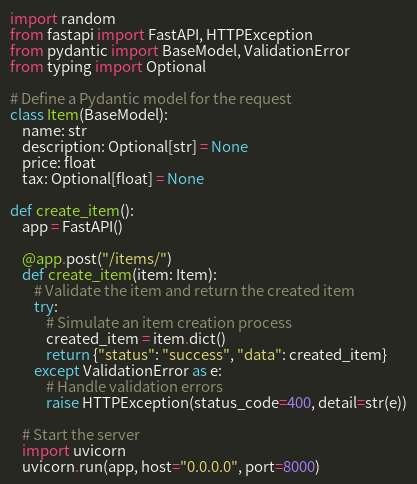 import random
from fastapi import FastAPI, HTTPException
from pydantic import BaseModel, ValidationError
from typing import Optional

# Define a Pydantic model for the request
class Item(BaseModel):
    name: str
    description: Optional[str] = None
    price: float
    tax: Optional[float] = None

def create_item():
    app = FastAPI()

    @app.post("/items/")
    def create_item(item: Item):
        # Validate the item and return the created item
        try:
            # Simulate an item creation process
            created_item = item.dict()
            return {"status": "success", "data": created_item}
        except ValidationError as e:
            # Handle validation errors
            raise HTTPException(status_code=400, detail=str(e))

    # Start the server
    import uvicorn
    uvicorn.run(app, host="0.0.0.0", port=8000)